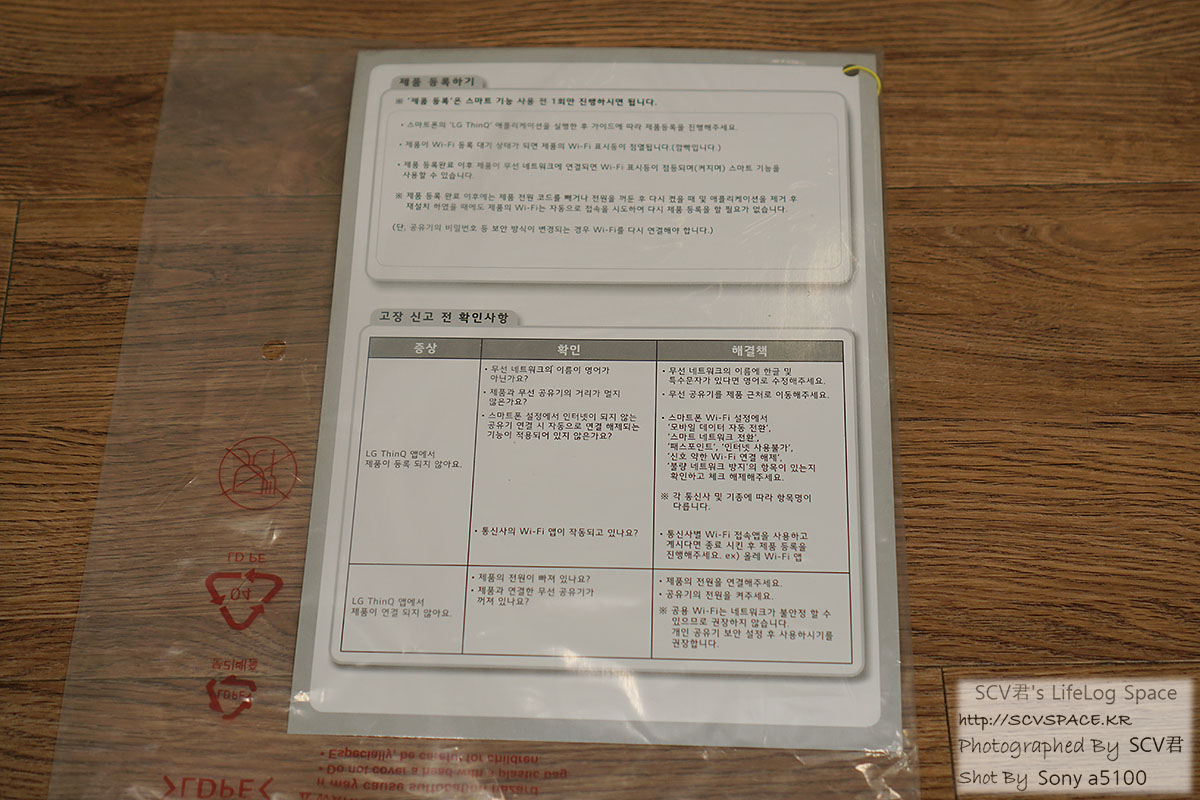 제품 등록하기
※ '제품 등록'은 스마트 기능 사용 전 1회만 진행하시면 됩니다.
• 스마트폰의 'LG ThinQ' 애플리케이션을 실행한 후 가이드에 따라 제품등록을 진행해주세요.
• 제품이 Wi-Fi 등록 대기 상태가 되면 제품의 Wi-Fi 표시등이 점멸됩니다.(깜빡입니다.)
• 제품 등록완료 이후 제품이 무선 네트워크에 연결되면 Wi-Fi 표시등이 점등되며(켜지며) 스마트 기능을
사용할 수 있습니다.
※ 제품 등록 완료 이후에는 제품 전원 코드를 빼거나 전원을 꺼둔 후 다시 켰을 때 및 애플리케이션을 제거 후
재설치 하였을 때에도 제품의 Wi-Fi는 자동으로 접속을 시도하여 다시 제품 등록을 할 필요가 없습니다.
(단, 공유기의 비밀번호 등 보안 방식이 변경되는 경우 Wi-Fi를 다시 연결해야 합니다.)
고장 신고 전 확인사항
증상
확인
해결책
LG ThinQ 앱에서
제품이 등록 되지 않아요.
• 무선 네트워크의 이름이 영어가
아닌가요?
• 제품과 무선 공유기의 거리가 멀지
않은가요?
• 스마트폰 설정에서 인터넷이 되지 않는
공유기 연결 시 자동으로 연결 해제되는
기능이 적용되어 있지 않은가요?
• 통신사의 Wi-Fi 앱이 작동되고 있나요?
• 무선 네트워크의 이름에 한글 및
특수문자가 있다면 영어로 수정해주세요.
• 무선 공유기를 제품 근처로 이동해주세요.
• 스마트폰 Wi-Fi 설정에서
'모바일 데이터 자동 전환',
'스마트 네트워크 전환',
'패스포인트', '인터넷 사용불가',
'신호 약한 Wi-Fi 연결 해제',
'불량 네트워크 방지'의 항목이 있는지
확인하고 체크 해제해주세요.
※ 각 통신사 및 기종에 따라 항목명이
다릅니다.
• 통신사별 Wi-Fi 접속앱을 사용하고
계시다면 종료 시킨 후 제품 등록을
진행해주세요. ex) 올레 Wi-Fi 앱
LG ThinQ 앱에서
제품이 연결 되지 않아요.
• 제품의 전원이 빠져 있나요?
• 제품과 연결한 무선 공유기가
꺼져 있나요?
• 제품의 전원을 연결해주세요.
• 공유기의 전원을 켜주세요.
※ 공용 Wi-Fi는 네트워크가 불안정 할 수
있으므로 권장하지 않습니다.
개인 공유기 보안 설정 후 사용하시기를
권장합니다.
LD PE
04
분리배출
LDPE
• Especially, be careful for children
• Do not cover a head with plastic bag
It may cause suffocation hazard
>LDPE<
SCV君's LifeLog Space
http://SCVSPACE.KR
Photographed By SCV君
Shot By Sony a5100